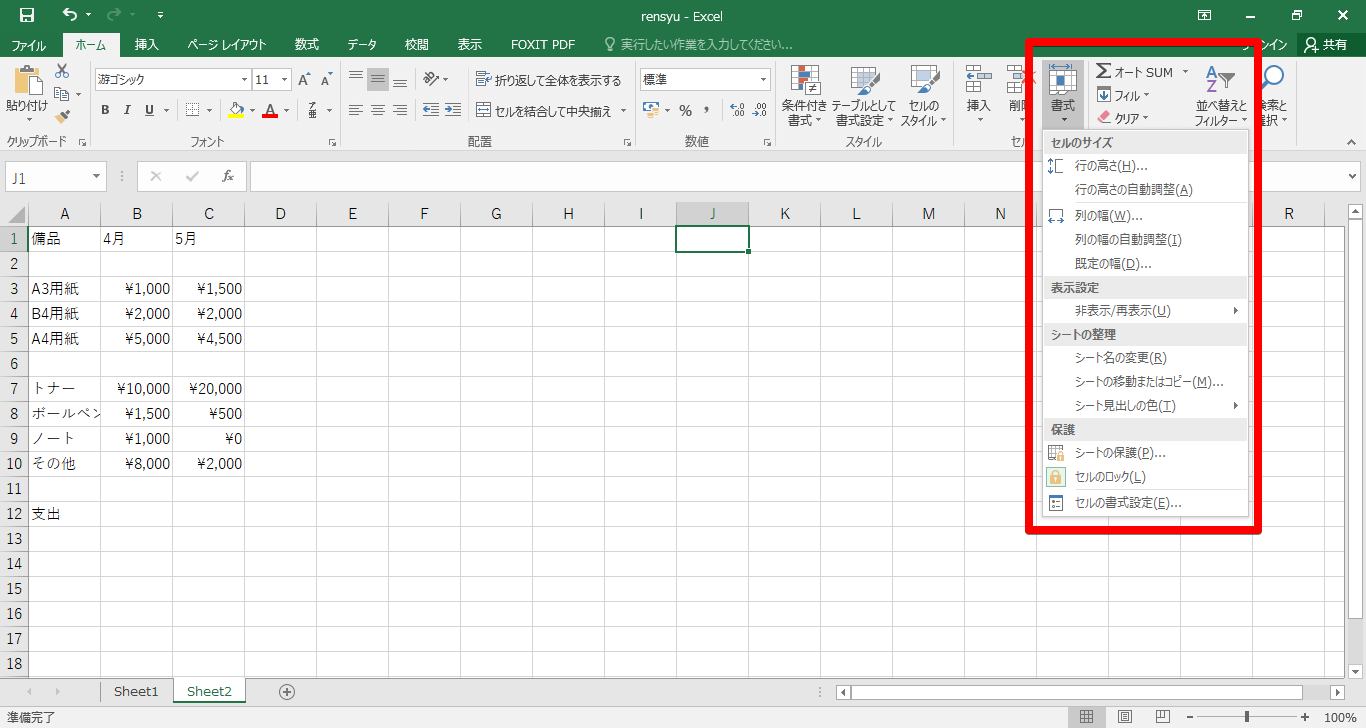 rensyu - Excel
ファイル ホーム 挿入 ページ レイアウト 数式 データ 校閲 表示 FOXIT PDF 実行したい作業を入力してください... ンイン 共有
貼り付け 游ゴシック 11 A A 折り返して全体を表示する 標準 条件付き書式 テーブルとして書式設定 セルのスタイル 挿入 削 書式 オート SUM 並べ替えとフィルター 検索と選択
B I U A セルを結合して中央揃え % , フィル クリア
クリップボード フォント 配置 数値 スタイル セル
J1 fx
A B C D E F G H I J K L M N R
1 備品 4月 5月
2
3 A3用紙 ¥1,000 ¥1,500
4 B4用紙 ¥2,000 ¥2,000
5 A4用紙 ¥5,000 ¥4,500
6
7 トナー ¥10,000 ¥20,000
8 ボールペン ¥1,500 ¥500
9 ノート ¥1,000 ¥0
10 その他 ¥8,000 ¥2,000
11
12 支出
13
14
15
16
17
18
セルのサイズ
行の高さ(H)...
行の高さの自動調整(A)
列の幅(W)...
列の幅の自動調整(I)
既定の幅(D)...
表示設定
非表示/再表示(U)
シートの整理
シート名の変更(R)
シートの移動またはコピー(M)...
シート見出しの色(T)
保護
シートの保護(P)...
セルのロック(L)
セルの書式設定(E)...
Sheet1 Sheet2
準備完了 100%